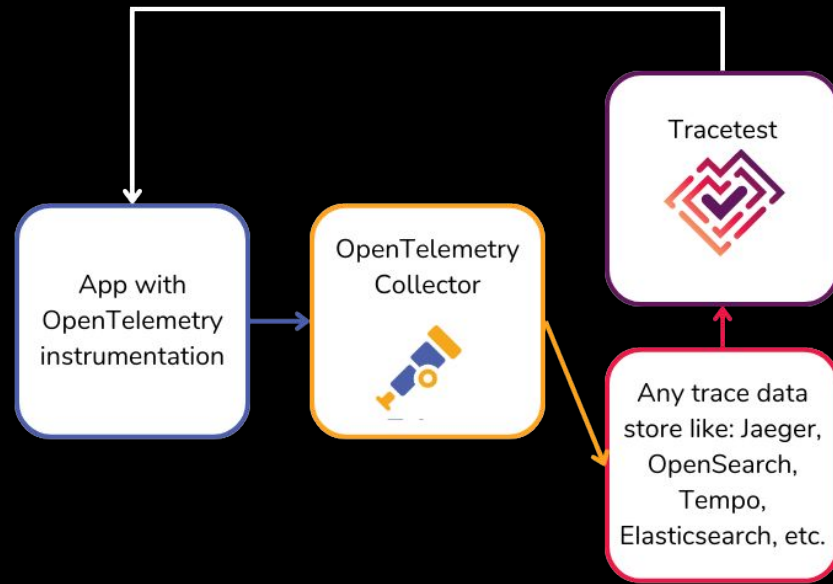 Tracetest
OpenTelemetry
Collector
App with
OpenTelemetry
instrumentation
Any trace data
store like: Jaeger,
OpenSearch,
Tempo,
Elasticsearch, etc.